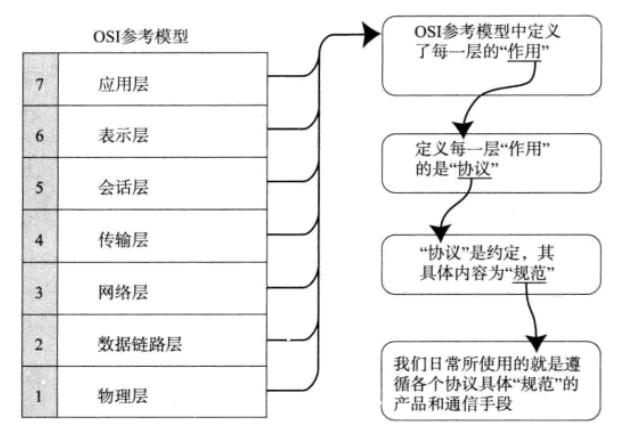 OSI参考模型
7 应用层
6 表示层
5 会话层
4 传输层
3 网络层
2 数据链路层
1 物理层
OSI参考模型中定义
了每一层的“作用”
定义每一层“作用”
的是“协议”
“协议”是约定，其
具体内容为“规范”
我们日常所使用的就是遵
循各个协议具体“规范”的
产品和通信手段